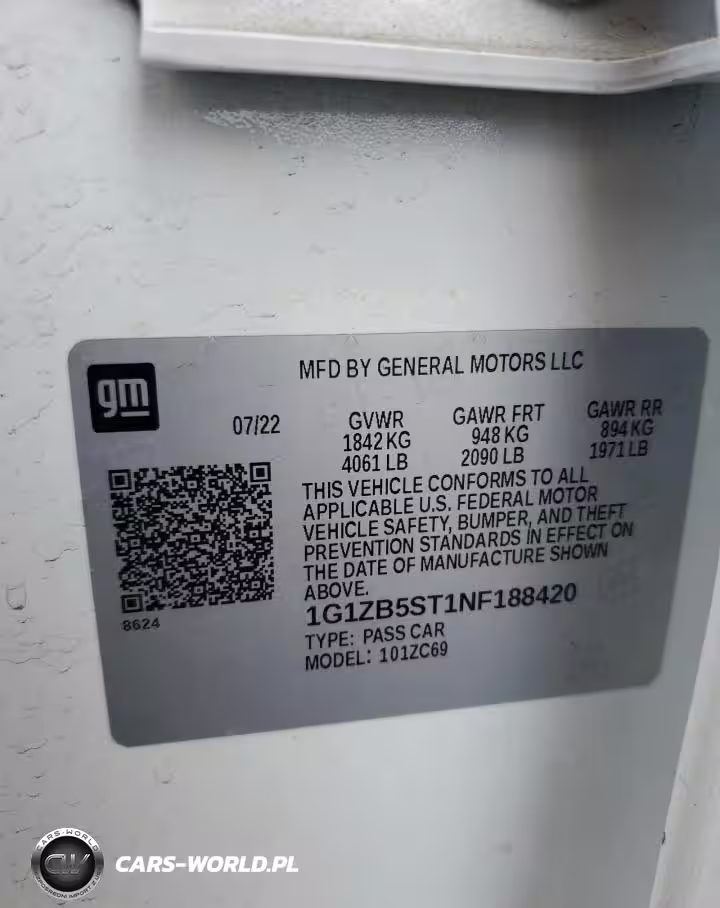 gm
MFD BY GENERAL MOTORS LLC
07/22
GVWR
1842 KG
4061 LB
GAWR FRT
948 KG
2090 LB
GAWR RR
894 KG
1971 LB
THIS VEHICLE CONFORMS TO ALL
APPLICABLE U.S. FEDERAL MOTOR
VEHICLE SAFETY, BUMPER, AND THEFT
PREVENTION STANDARDS IN EFFECT ON
THE DATE OF MANUFACTURE SHOWN
ABOVE.
1G1ZB5ST1NF188420
TYPE: PASS CAR
MODEL: 101ZC69
8624
CARS-WORLD
CW
CARS-WORLD.PL